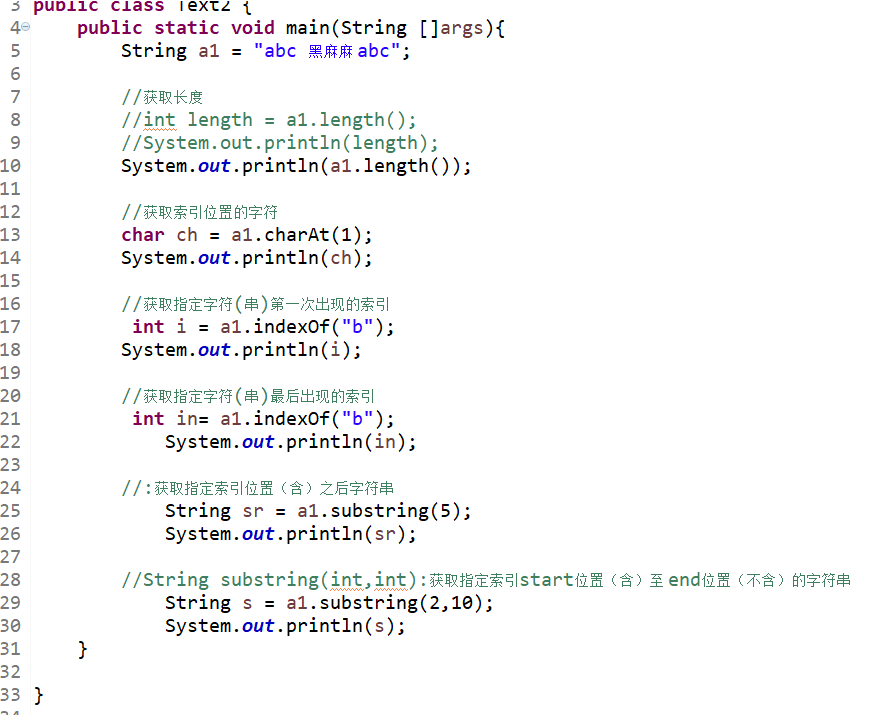 3 public class Text2 {
4 public static void main(String []args){
5 String a1 = "abc 黑麻麻 abc";
6
7 //获取长度
8 //int length = a1.length();
9 //System.out.println(length);
10 System.out.println(a1.length());
11
12 //获取索引位置的字符
13 char ch = a1.charAt(1);
14 System.out.println(ch);
15
16 //获取指定字符(串)第一次出现的索引
17 int i = a1.indexOf("b");
18 System.out.println(i);
19
20 //获取指定字符(串)最后出现的索引
21 int in= a1.indexOf("b");
22 System.out.println(in);
23
24 //:获取指定索引位置（含）之后字符串
25 String sr = a1.substring(5);
26 System.out.println(sr);
27
28 //String substring(int,int):获取指定索引start位置（含）至 end位置（不含）的字符串
29 String s = a1.substring(2,10);
30 System.out.println(s);
31 }
32
33 }